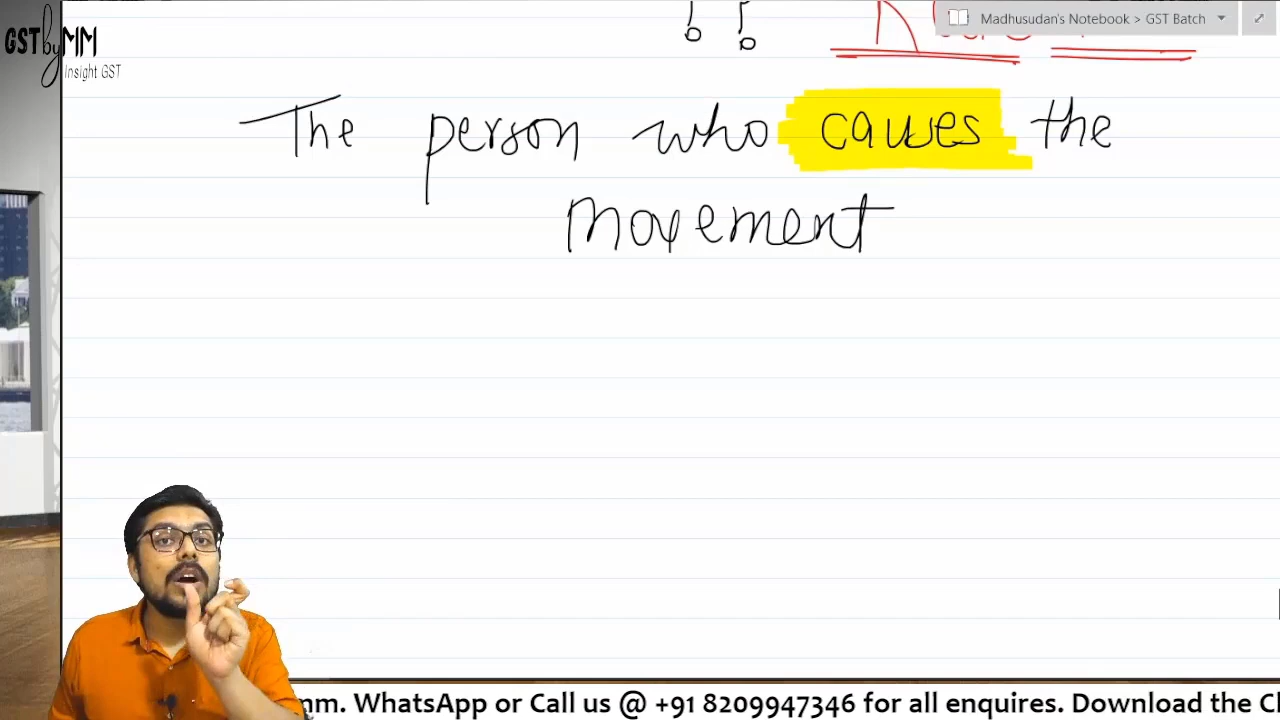 GST by MM
Insight GST
Madhusudan's Notebook > GST Batch
The person who causes the
movement
mm. WhatsApp or Call us @ +91 8209947346 for all enquires. Download the Cl